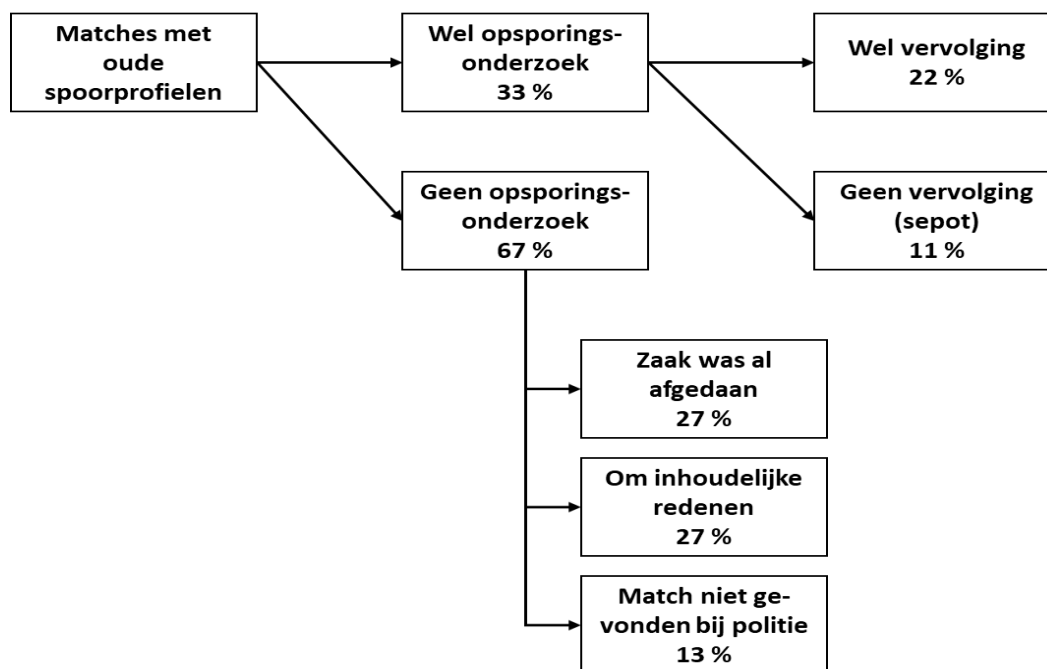 Matches met
oude
spoorprofielen
Wel opsporings-
onderzoek
33 %
Wel vervolging
22 %
Geen opsporings-
onderzoek
67 %
Geen vervolging
(sepot)
11 %
Zaak was al
afgedaan
27 %
Om inhoudelijke
redenen
27 %
Match niet ge-
vonden bij politie
13 %